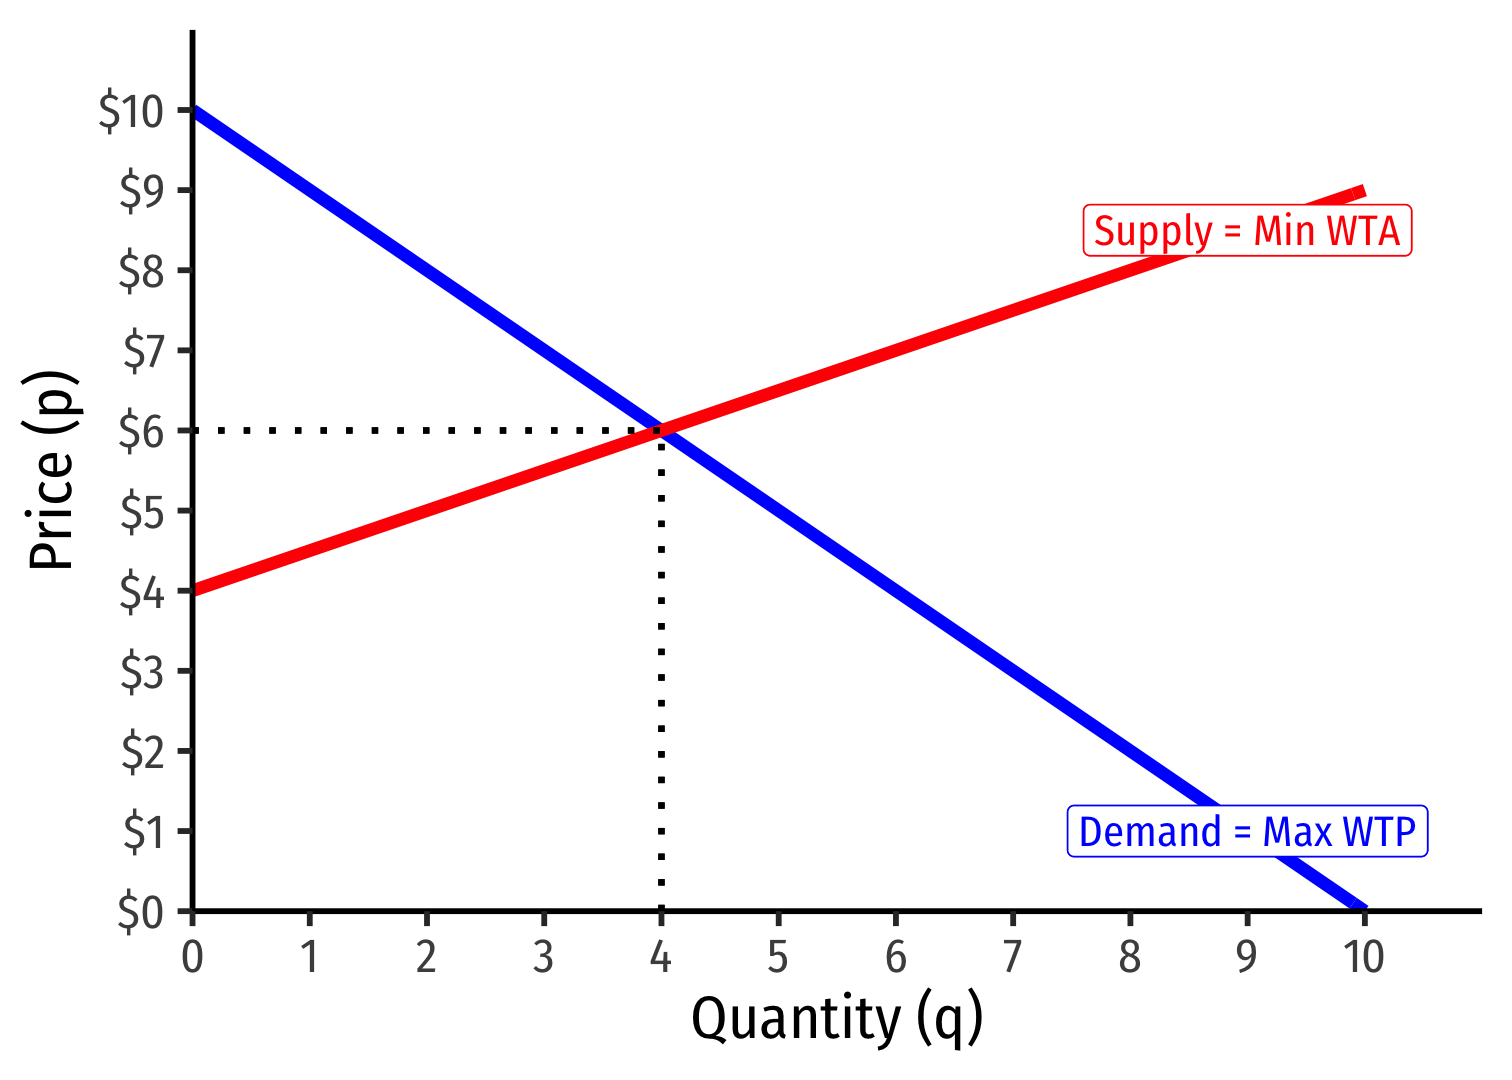 $10
$9
$8
$7
$6
$5
$4
$3
$2
$1
$0
Price (p)
Supply = Min WTA
Demand = Max WTP
0 1 2 3 4 5 6 7 8 9 10
Quantity (q)